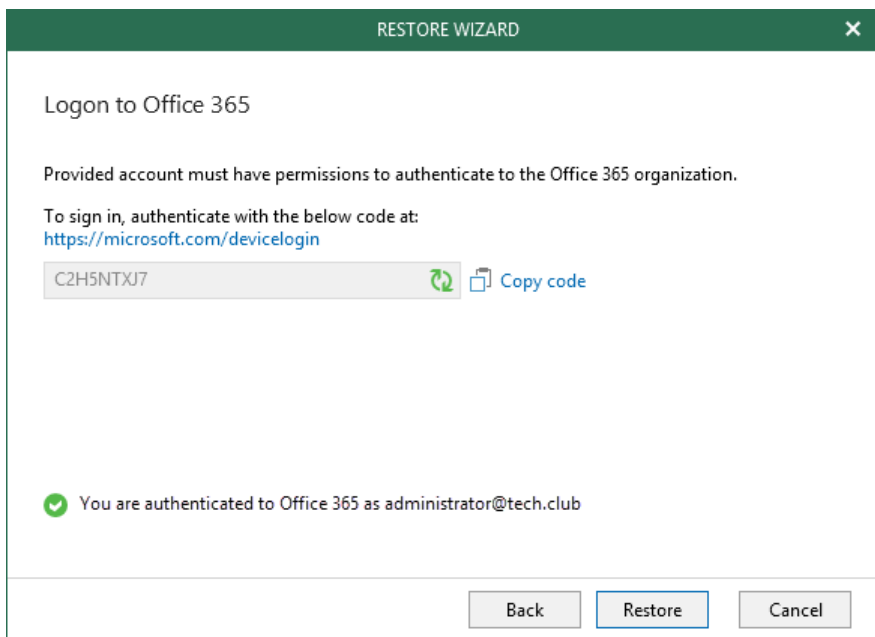 RESTORE WIZARD
Logon to Office 365
Provided account must have permissions to authenticate to the Office 365 organization.
To sign in, authenticate with the below code at:
https://microsoft.com/devicelogin
C2H5NTXJ7 Copy code
You are authenticated to Office 365 as administrator@tech.club
Back Restore Cancel